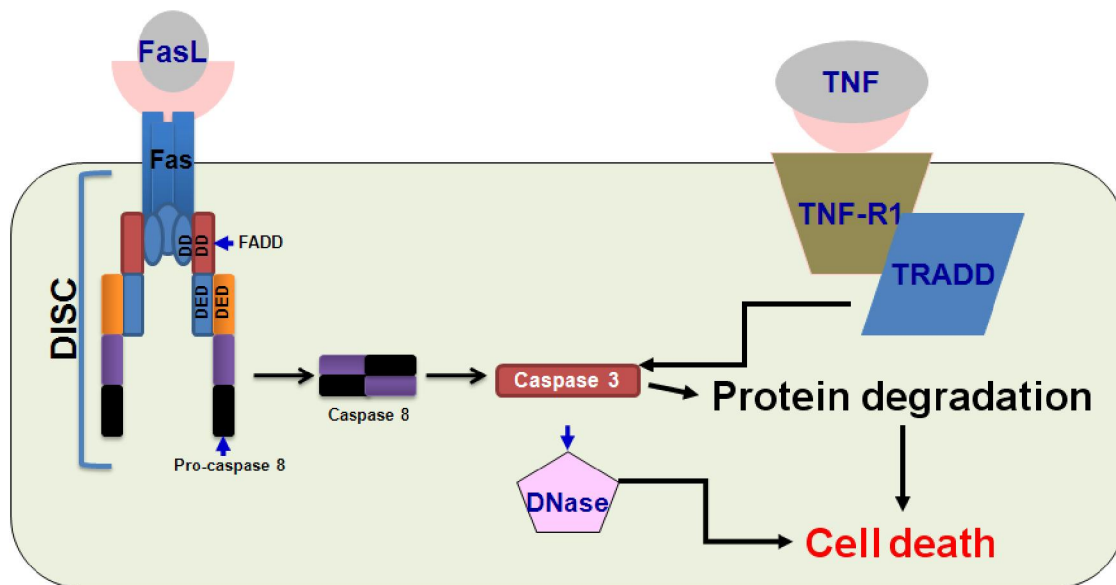 FasL
TNF
Fas
TNF-R1
DD
DD
FADD
TRADD
DISC
DED
DED
Caspase 3
Protein degradation
Caspase 8
Pro-caspase 8
DNase
Cell death